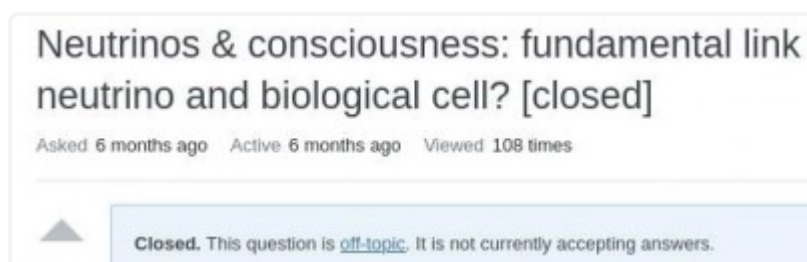 Neutrinos & consciousness: fundamental link
neutrino and biological cell? [closed]
Asked 6 months ago Active 6 months ago Viewed 108 times
Closed. This question is off-topic. It is not currently accepting answers.